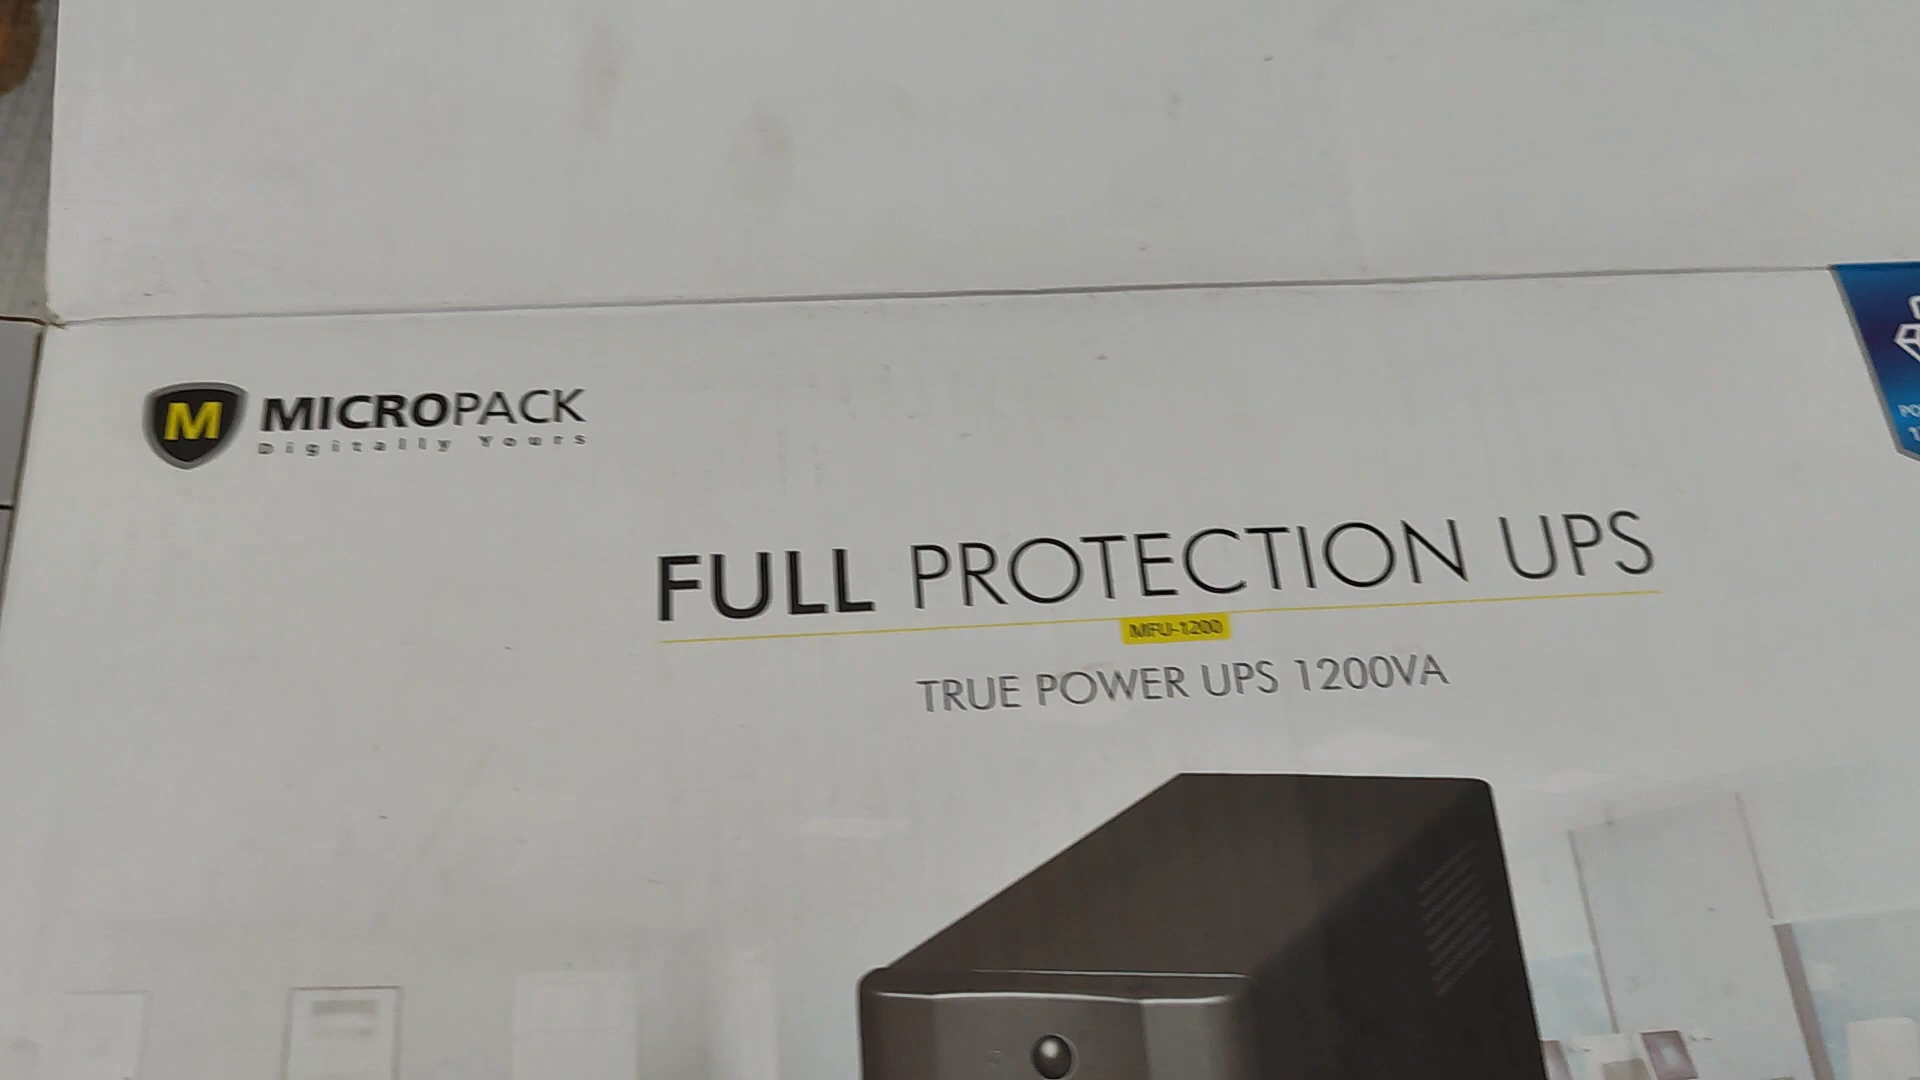 M MICROPACK
Digitally Yours
FULL PROTECTION UPS
MFU-1200
TRUE POWER UPS 1200VA